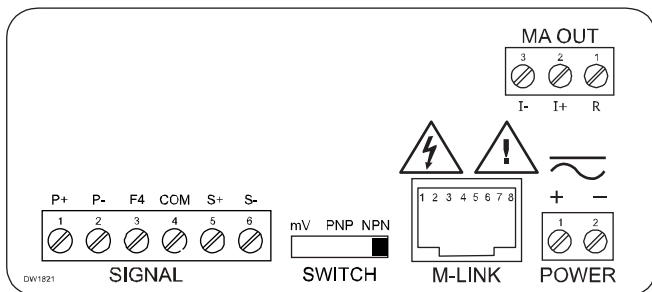 MA OUT
3 2 1
I- I+ R
P+ P- F4 COM S+ S-
1 2 3 4 5 6
SIGNAL
mV PNP NPN
SWITCH
1 2 3 4 5 6 7 8
M-LINK
+ −
1 2
POWER
DW1821